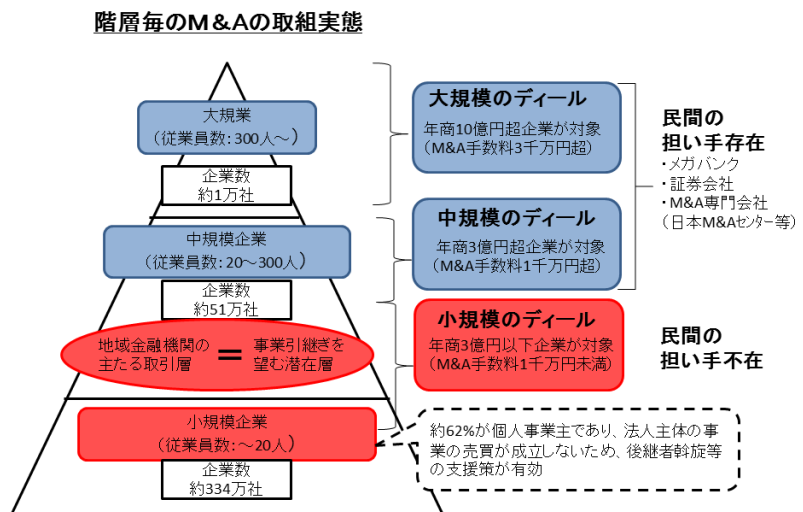 階層毎のM&Aの取組実態
大規業
(従業員数:300人~)
企業数
約1万社
中規模企業
(従業員数:20~300人)
企業数
約51万社
地域金融機関の
主たる取引層
=
事業引継ぎを
望む潜在層
小規模企業
(従業員数:~20人)
企業数
約334万社
大規模のディール
年商10億円超企業が対象
(M&A手数料3千万円超)
中規模のディール
年商3億円超企業が対象
(M&A手数料1千万円超)
小規模のディール
年商3億円以下企業が対象
(M&A手数料1千万円未満)
民間の
担い手存在
・メガバンク
・証券会社
・M&A専門会社
(日本M&Aセンター等)
民間の
担い手不在
約62%が個人事業主であり、法人主体の事
業の売買が成立しないため、後継者斡旋等
の支援策が有効